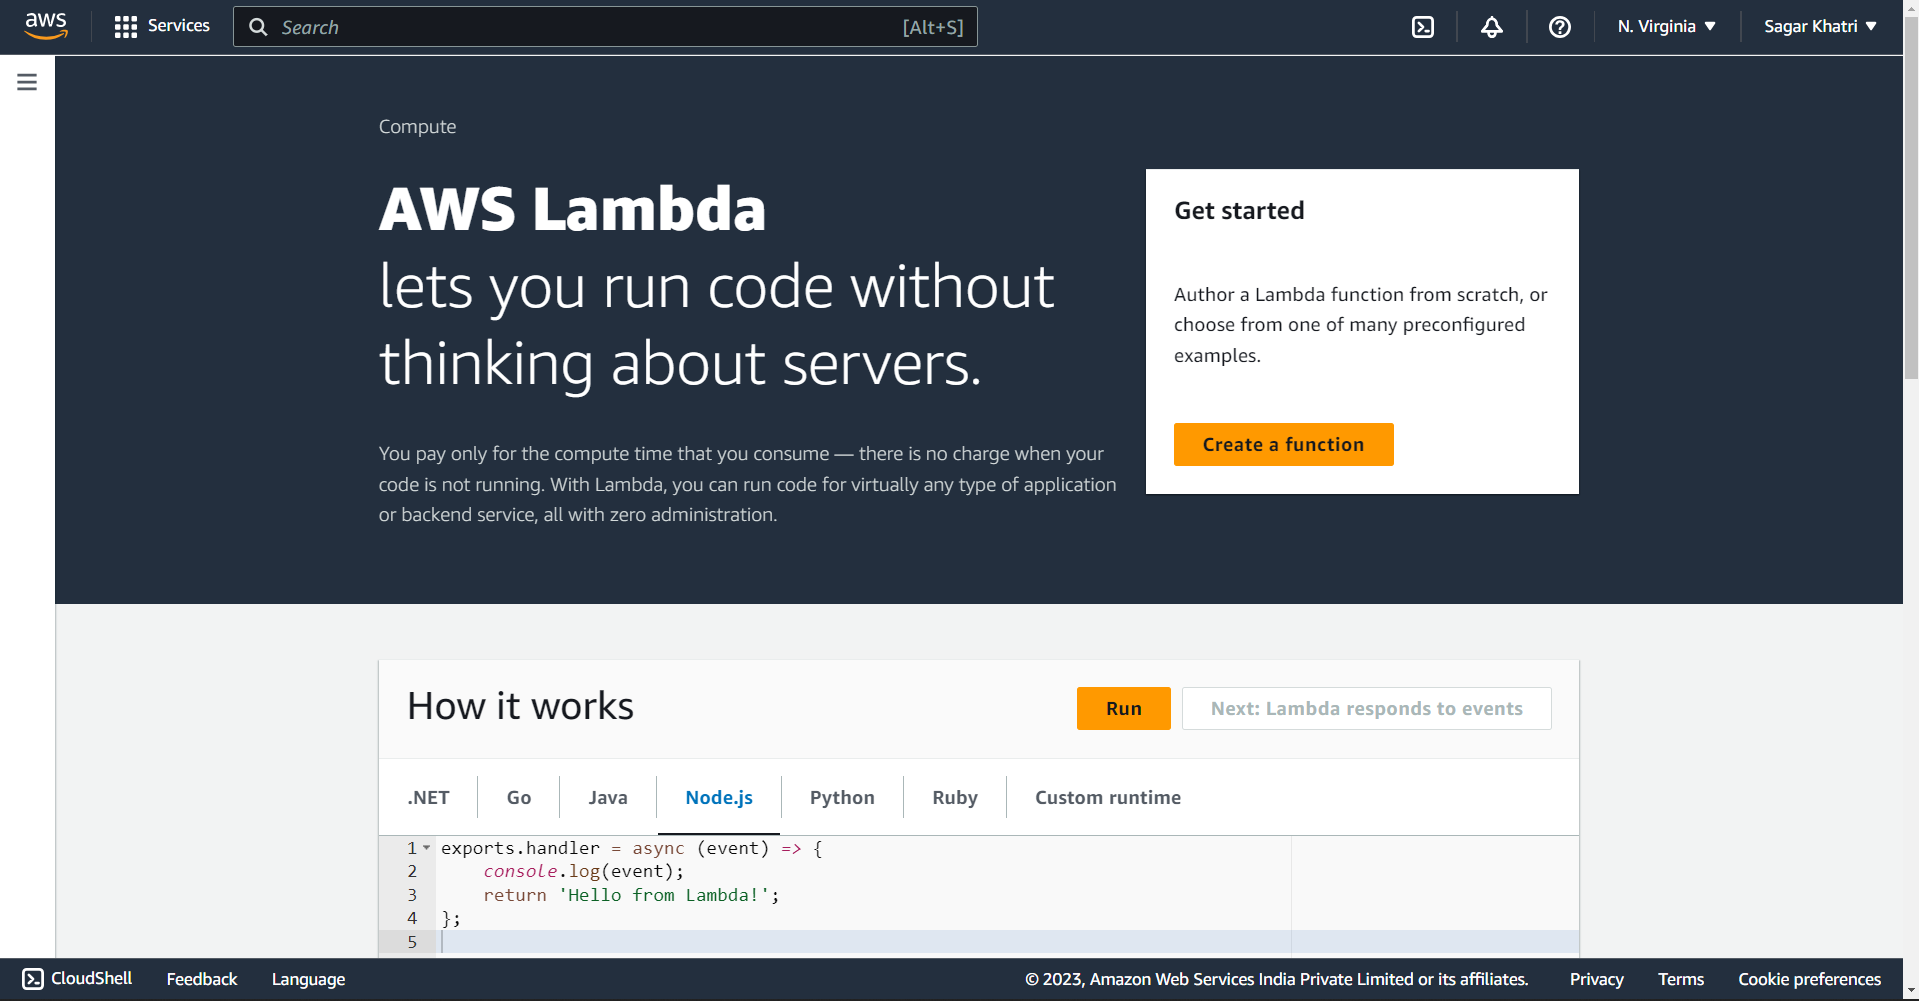 aws
Services
Search
[Alt+S]
N. Virginia
Sagar Khatri
Compute
AWS Lambda
lets you run code without
thinking about servers.
You pay only for the compute time that you consume — there is no charge when your
code is not running. With Lambda, you can run code for virtually any type of application
or backend service, all with zero administration.
Get started
Author a Lambda function from scratch, or
choose from one of many preconfigured
examples.
Create a function
How it works
Run
Next: Lambda responds to events
.NET
Go
Java
Node.js
Python
Ruby
Custom runtime
1 exports.handler = async (event) => {
2 console.log(event);
3 return 'Hello from Lambda!';
4 };
5
CloudShell
Feedback
Language
© 2023, Amazon Web Services India Private Limited or its affiliates.
Privacy
Terms
Cookie preferences